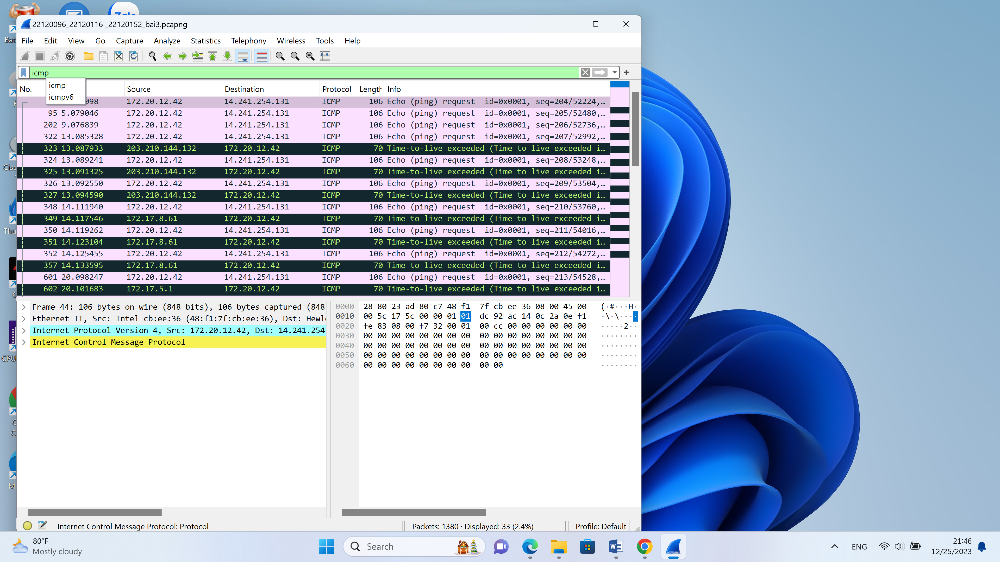 Zalo
22120096_22120116 _22120152_bai3.pcapng
File Edit View Go Capture Analyze Statistics Telephony Wireless Tools Help
icmp
icmp
icmpv6
No. Source Destination Protocol Length Info
098 172.20.12.42 14.241.254.131 ICMP 106 Echo (ping) request id=0x0001, seq=204/52224,…
95 5.079046 172.20.12.42 14.241.254.131 ICMP 106 Echo (ping) request id=0x0001, seq=205/52480,…
202 9.076839 172.20.12.42 14.241.254.131 ICMP 106 Echo (ping) request id=0x0001, seq=206/52736,…
322 13.085328 172.20.12.42 14.241.254.131 ICMP 106 Echo (ping) request id=0x0001, seq=207/52992,…
323 13.087933 203.210.144.132 172.20.12.42 ICMP 70 Time-to-live exceeded (Time to live exceeded i…
324 13.089241 172.20.12.42 14.241.254.131 ICMP 106 Echo (ping) request id=0x0001, seq=208/53248,…
325 13.091325 203.210.144.132 172.20.12.42 ICMP 70 Time-to-live exceeded (Time to live exceeded i…
326 13.092550 172.20.12.42 14.241.254.131 ICMP 106 Echo (ping) request id=0x0001, seq=209/53504,…
327 13.094590 203.210.144.132 172.20.12.42 ICMP 70 Time-to-live exceeded (Time to live exceeded i…
348 14.111940 172.20.12.42 14.241.254.131 ICMP 106 Echo (ping) request id=0x0001, seq=210/53760,…
349 14.117546 172.17.8.61 172.20.12.42 ICMP 70 Time-to-live exceeded (Time to live exceeded i…
350 14.119262 172.20.12.42 14.241.254.131 ICMP 106 Echo (ping) request id=0x0001, seq=211/54016,…
351 14.123104 172.17.8.61 172.20.12.42 ICMP 70 Time-to-live exceeded (Time to live exceeded i…
352 14.125455 172.20.12.42 14.241.254.131 ICMP 106 Echo (ping) request id=0x0001, seq=212/54272,…
357 14.133595 172.17.8.61 172.20.12.42 ICMP 70 Time-to-live exceeded (Time to live exceeded i…
601 20.098247 172.20.12.42 14.241.254.131 ICMP 106 Echo (ping) request id=0x0001, seq=213/54528,…
602 20.101683 172.17.5.1 172.20.12.42 ICMP 70 Time-to-live exceeded (Time to live exceeded i…
Frame 44: 106 bytes on wire (848 bits), 106 bytes captured (848
Ethernet II, Src: Intel_cb:ee:36 (48:f1:7f:cb:ee:36), Dst: Hewle
Internet Protocol Version 4, Src: 172.20.12.42, Dst: 14.241.254
Internet Control Message Protocol
0000 28 80 23 ad 80 c7 48 f1 7f cb ee 36 08 00 45 00 (·#···H·
0010 00 5c 17 5c 00 00 01 01 dc 92 ac 14 0c 2a 0e f1 ·\·\····
0020 fe 83 08 00 f7 32 00 01 00 cc 00 00 00 00 00 00 ·····2··
0030 00 00 00 00 00 00 00 00 00 00 00 00 00 00 00 00 ········
0040 00 00 00 00 00 00 00 00 00 00 00 00 00 00 00 00 ········
0050 00 00 00 00 00 00 00 00 00 00 00 00 00 00 00 00 ········
0060 00 00 00 00 00 00 00 00 00 00 ········
Internet Control Message Protocol: Protocol
Packets: 1380 · Displayed: 33 (2.4%)
Profile: Default
Bat
Cisc
Thu
CPU
C
80°F
Mostly cloudy
Search
ENG
21:46
12/25/2023